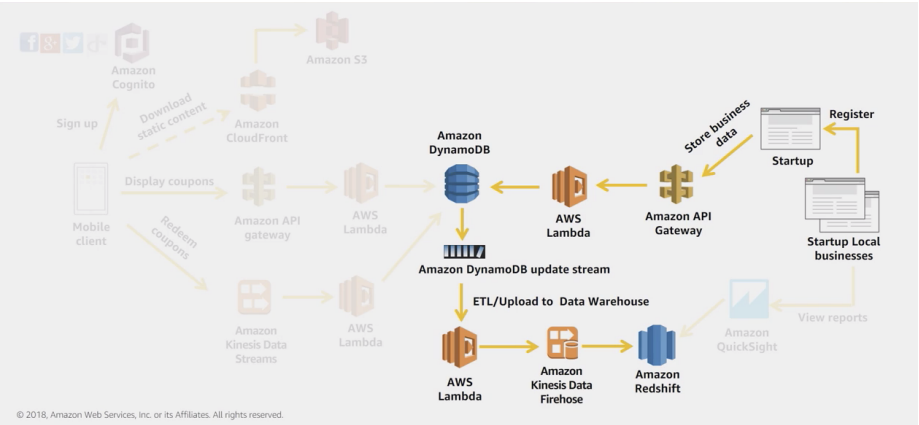 Amazon
Cognito
Amazon S3
Sign up
Download
static content
Amazon
CloudFront
Amazon
DynamoDB
Store business
data
Register
Startup
Display coupons
Mobile
client
Amazon API
gateway
AWS
Lambda
AWS
Lambda
Amazon API
Gateway
Startup Local
businesses
Redeem
coupons
Amazon DynamoDB update stream
ETL/Upload to Data Warehouse
View reports
Amazon
Kinesis Data
Streams
AWS
Lambda
Amazon
QuickSight
AWS
Lambda
Amazon
Kinesis Data
Firehose
Amazon
Redshift
© 2018, Amazon Web Services, Inc. or its Affiliates. All rights reserved.